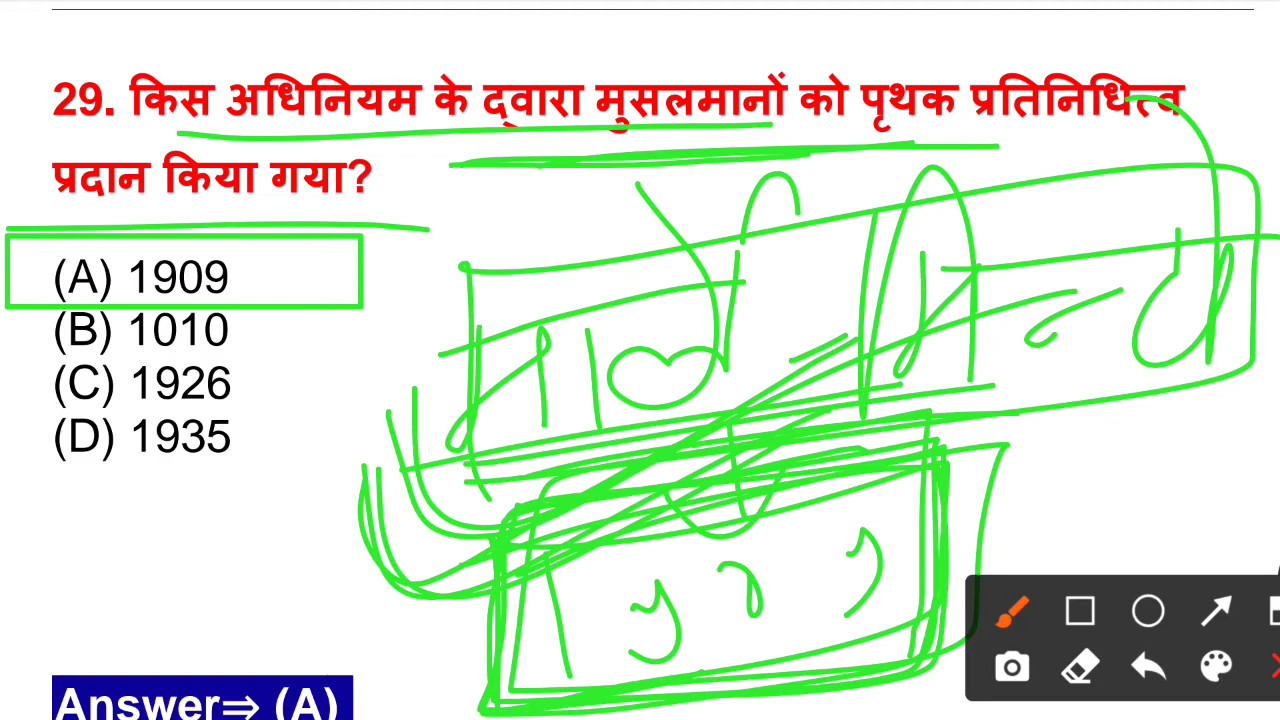 29. किस अधिनियम के द्वारा मुसलमानों को पृथक प्रतिनिधित्व
प्रदान किया गया?
(A) 1909
(B) 1010
(C) 1926
(D) 1935
Answer⇒ (A)